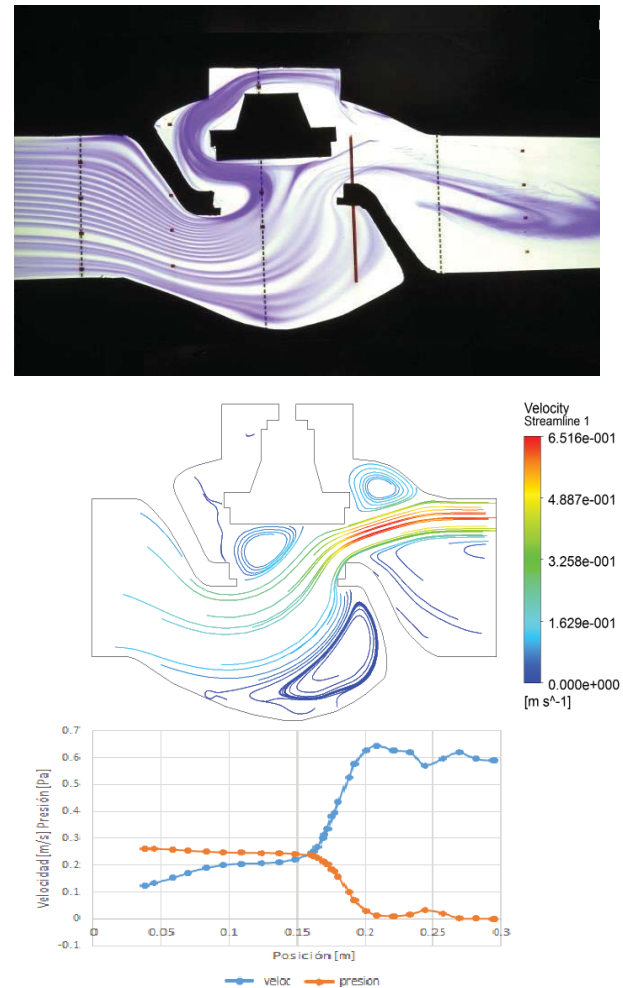 Velocity
Streamline 1
6.516e-001
4.887e-001
3.258e-001
1.629e-001
0.000e+000
[m s^-1]
0.7
0.6
0.5
0.4
0.3
0.2
0.1
0
-0.1
Velocidad[m/s] Presión[Pa]
0 0.05 0.1 0.15 0.2 0.25 0.3
Posición[m]
veloc presion